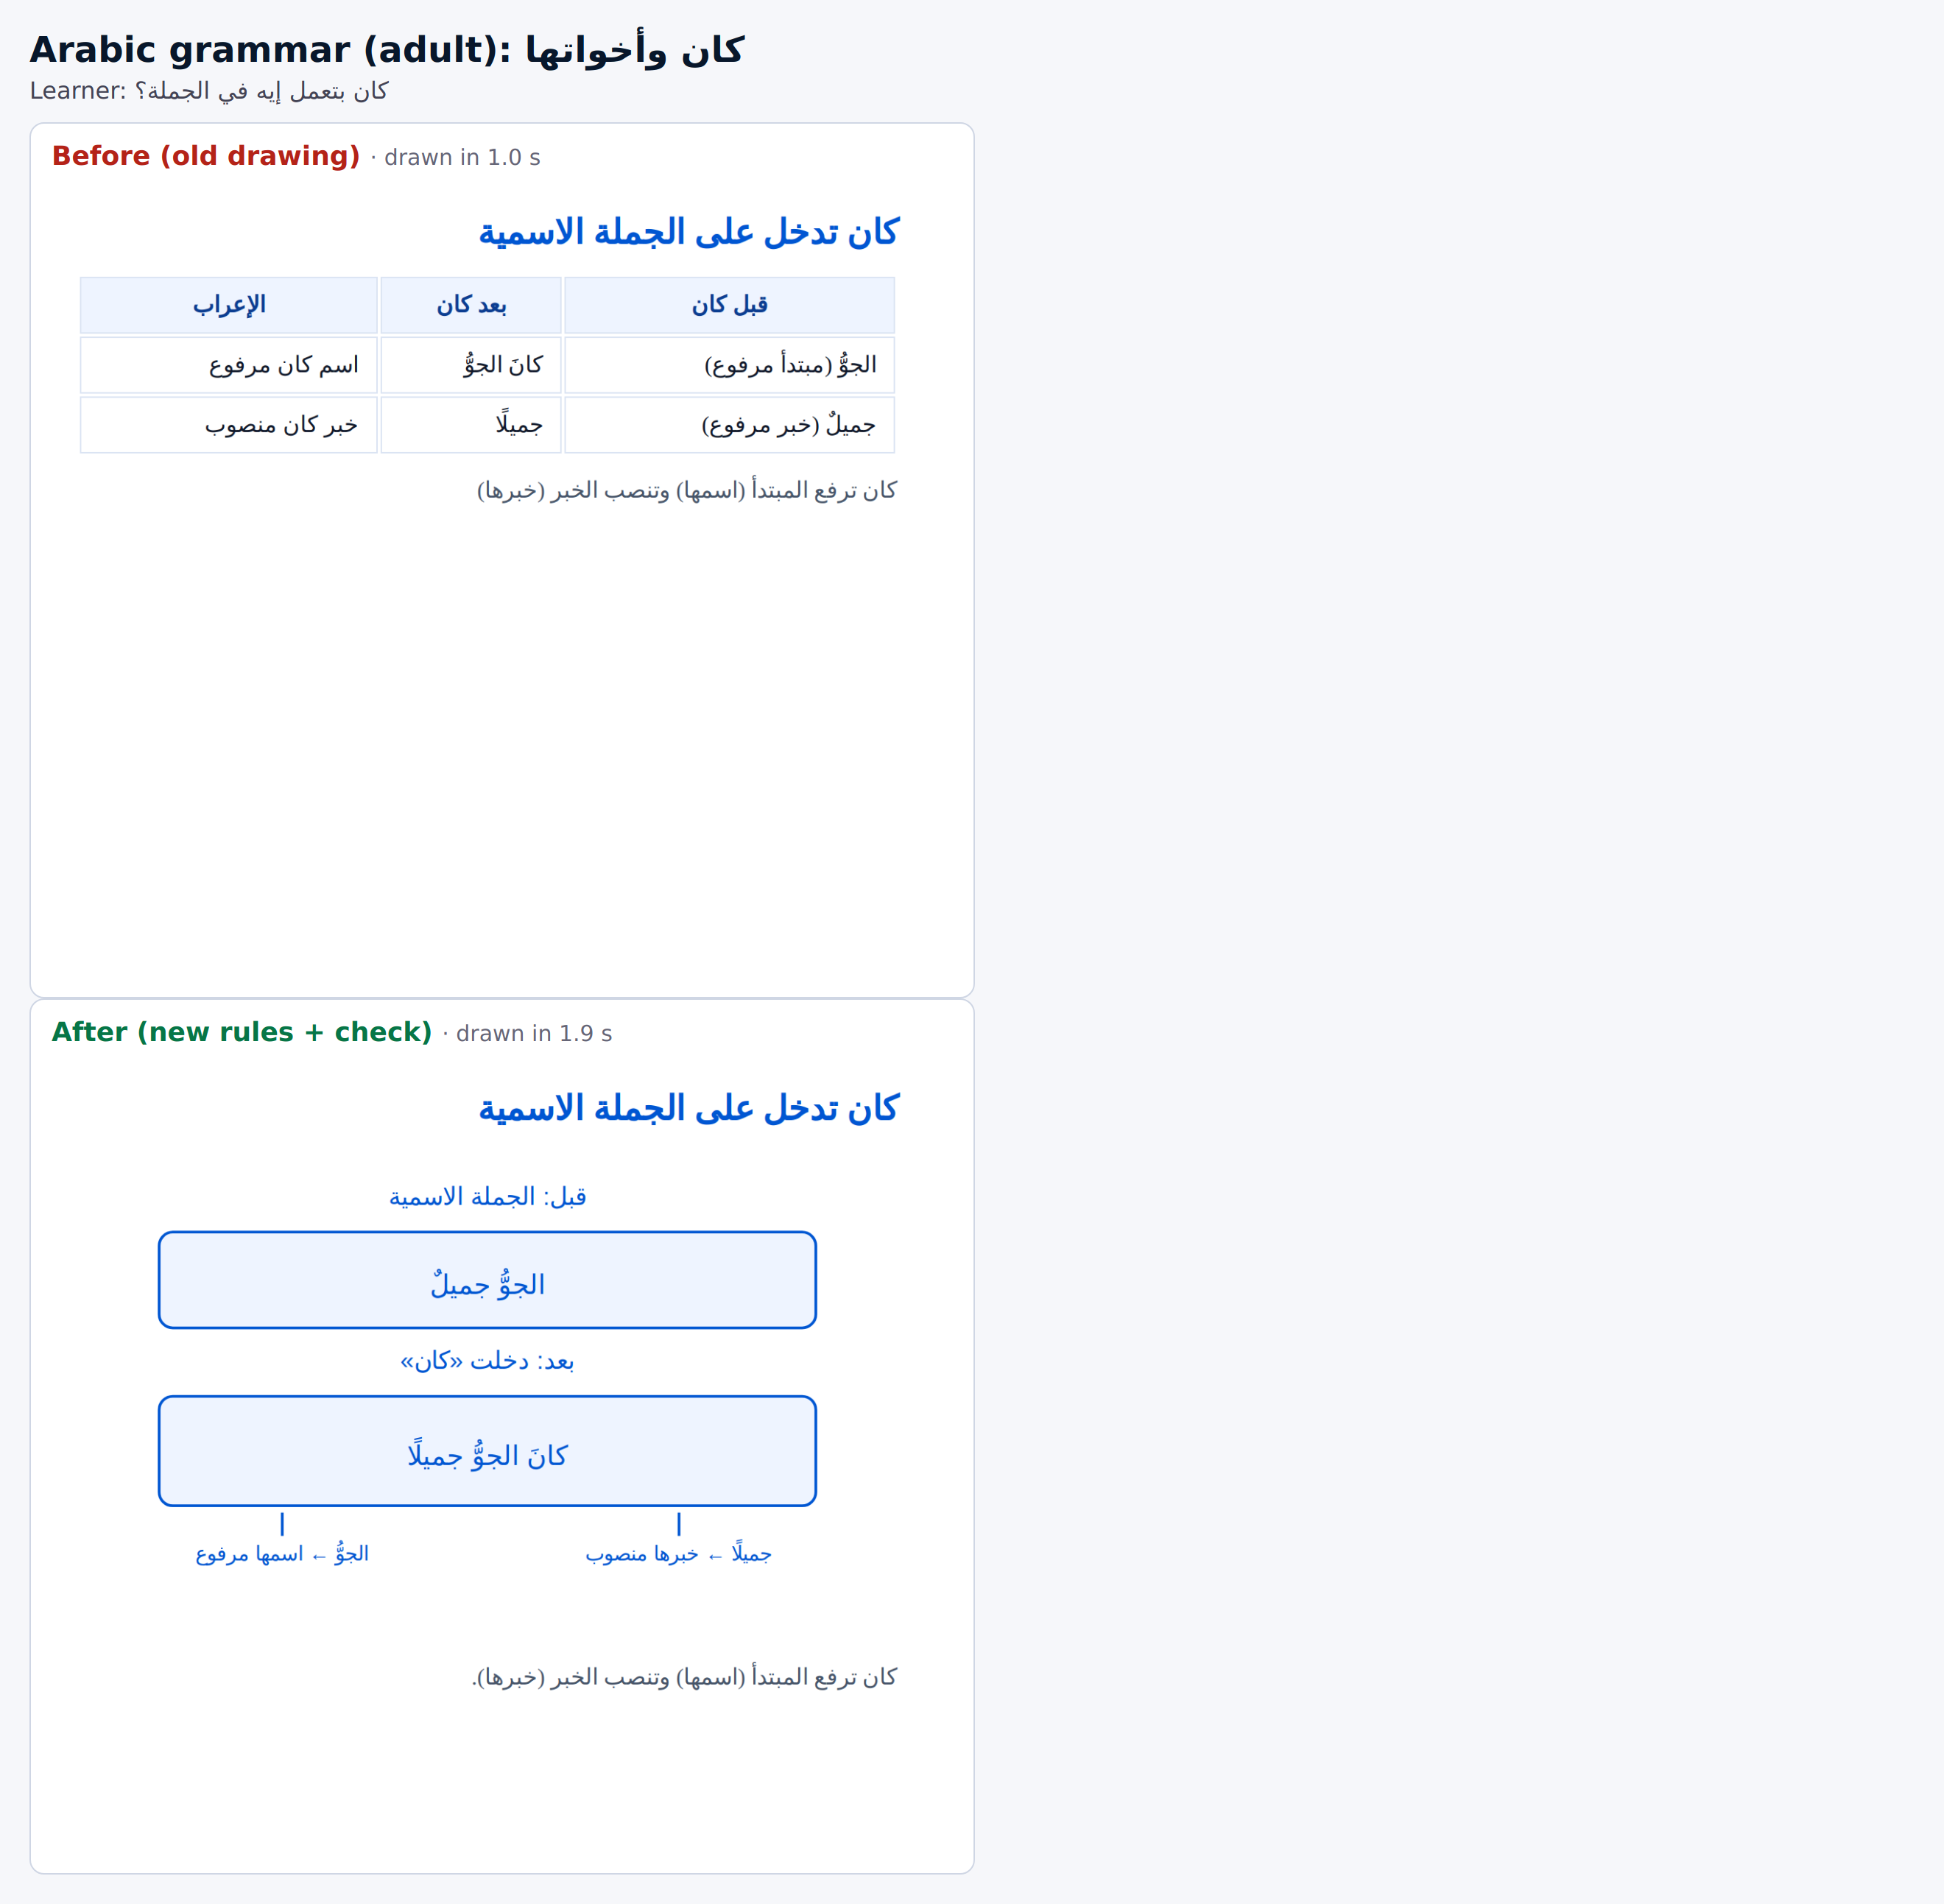 Arabic grammar (adult): كان وأخواتها
Learner: كان بتعمل إيه في الجملة؟
Before (old drawing) · drawn in 1.0 s
كان تدخل على الجملة الاسمية
قبل كان بعد كان الإعراب
الجوُّ (مبتدأ مرفوع) كانَ الجوُّ اسم كان مرفوع
جميلٌ (خبر مرفوع) جميلًا خبر كان منصوب
كان ترفع المبتدأ (اسمها) وتنصب الخبر (خبرها)
After (new rules + check) · drawn in 1.9 s
كان تدخل على الجملة الاسمية
قبل: الجملة الاسمية
الجوُّ جميلٌ
بعد: دخلت «كان»
كانَ الجوُّ جميلًا
جميلًا ← خبرها منصوب الجوُّ ← اسمها مرفوع
كان ترفع المبتدأ (اسمها) وتنصب الخبر (خبرها).